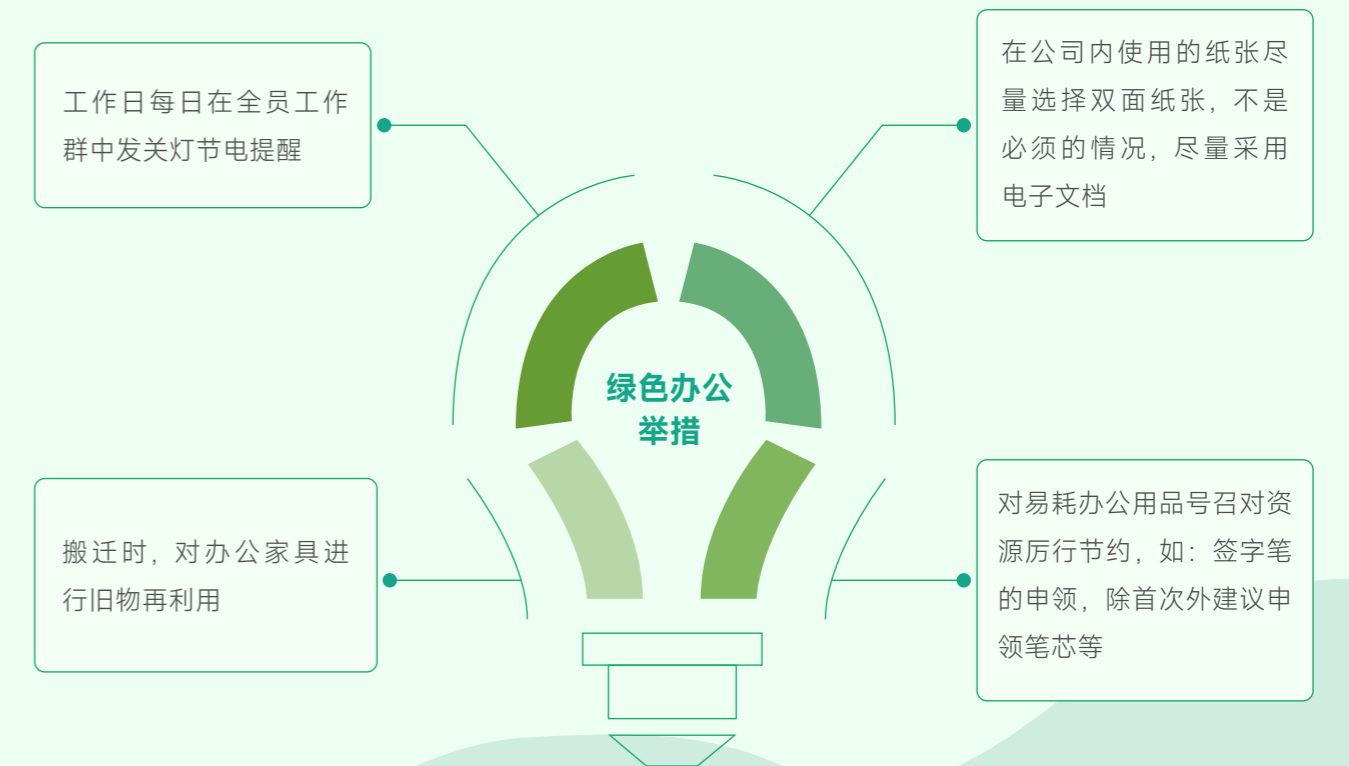 工作日每日在全员工作
群中发关灯节电提醒
在公司内使用的纸张尽
量选择双面纸张，不是
必须的情况，尽量采用
电子文档
绿色办公
举措
搬迁时，对办公家具进
行旧物再利用
对易耗办公用品号召对资
源厉行节约，如：签字笔
的申领，除首次外建议申
领笔芯等